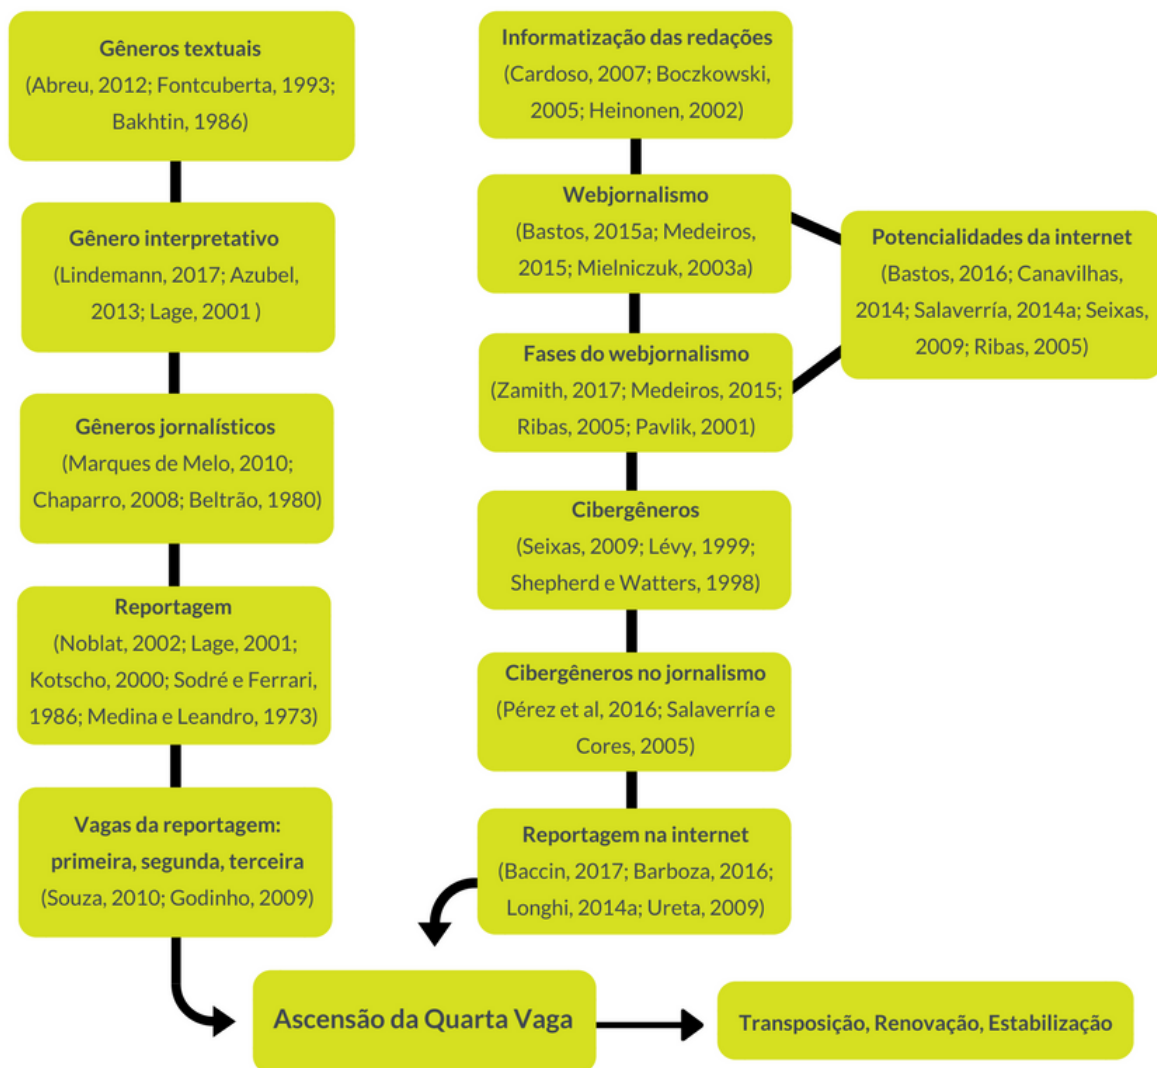 Gêneros textuais
(Abreu, 2012; Fontcuberta, 1993;
Bakhtin, 1986)
Gênero interpretativo
(Lindemann, 2017; Azubel,
2013; Lage, 2001 )
Gêneros jornalísticos
(Marques de Melo, 2010;
Chaparro, 2008; Beltrão, 1980)
Reportagem
(Noblat, 2002; Lage, 2001;
Kotscho, 2000; Sodré e Ferrari,
1986; Medina e Leandro, 1973)
Vagas da reportagem:
primeira, segunda, terceira
(Souza, 2010; Godinho, 2009)
Informatização das redações
(Cardoso, 2007; Boczkowski,
2005; Heinonen, 2002)
Webjornalismo
(Bastos, 2015a; Medeiros,
2015; Mielniczuk, 2003a)
Potencialidades da internet
(Bastos, 2016; Canavilhas,
2014; Salaverría, 2014a; Seixas,
2009; Ribas, 2005)
Fases do webjornalismo
(Zamith, 2017; Medeiros, 2015;
Ribas, 2005; Pavlik, 2001)
Cibergêneros
(Seixas, 2009; Lévy, 1999;
Shepherd e Watters, 1998)
Cibergêneros no jornalismo
(Pérez et al, 2016; Salaverría e
Cores, 2005)
Reportagem na internet
(Baccin, 2017; Barboza, 2016;
Longhi, 2014a; Ureta, 2009)
Ascensão da Quarta Vaga
Transposição, Renovação, Estabilização